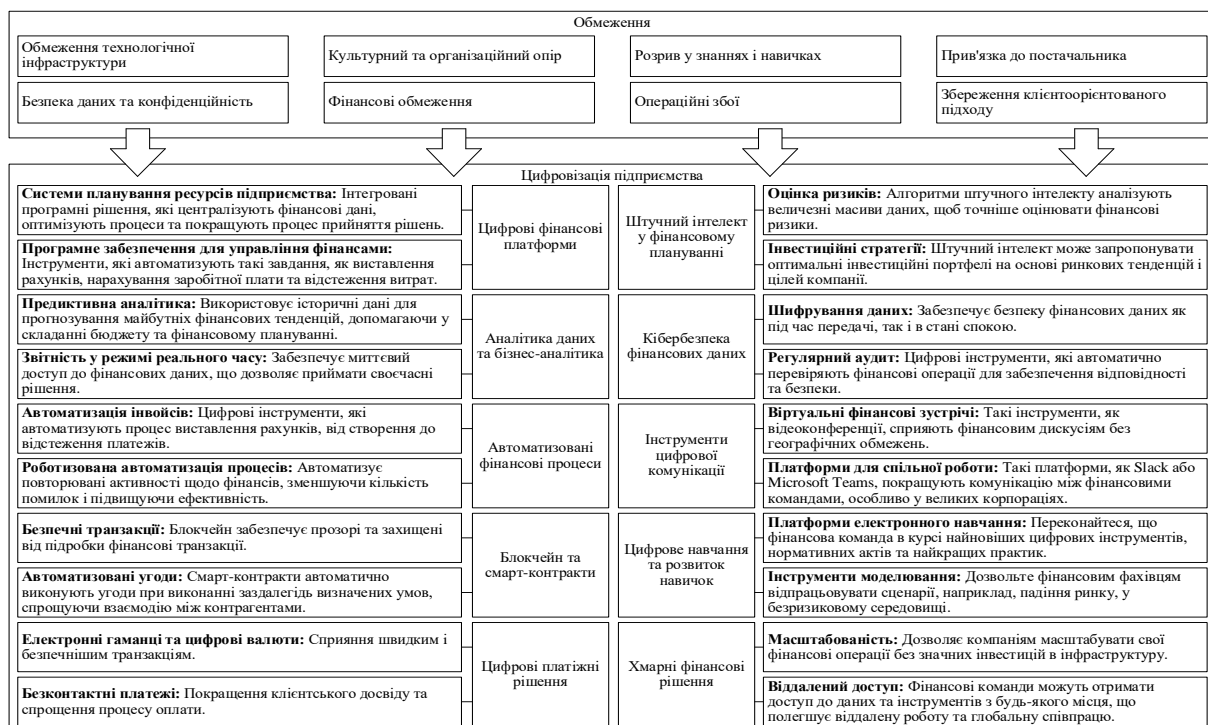 Обмеження
Обмеження технологічної
інфраструктури
Культурний та організаційний опір
Розрив у знаннях і навичках
Прив'язка до постачальника
Безпека даних та конфіденційність
Фінансові обмеження
Операційні збої
Збереження клієнтоорієнтованого
підходу
Цифровізація підприємства
Системи планування ресурсів підприємства: Інтегровані
програмні рішення, які централізують фінансові дані,
оптимізують процеси та покращують процес прийняття рішень.
Програмне забезпечення для управління фінансами:
Інструменти, які автоматизують такі завдання, як виставлення
рахунків, нарахування заробітної плати та відстеження витрат.
Цифрові фінансові
платформи
Штучний інтелект
у фінансовому
плануванні
Оцінка ризиків: Алгоритми штучного інтелекту аналізують
величезні масиви даних, щоб точніше оцінювати фінансові
ризики.
Інвестиційні стратегії: Штучний інтелект може запропонувати
оптимальні інвестиційні портфелі на основі ринкових тенденцій і
цілей компанії.
Предиктивна аналітика: Використовує історичні дані для
прогнозування майбутніх фінансових тенденцій, допомагаючи у
складанні бюджету та фінансовому плануванні.
Звітність у режимі реального часу: Забезпечує миттєвий
доступ до фінансових даних, що дозволяє приймати своєчасні
рішення.
Аналітика даних
та бізнес-аналітика
Кібербезпека
фінансових даних
Шифрування даних: Забезпечує безпеку фінансових даних як
під час передачі, так і в стані спокою.
Регулярний аудит: Цифрові інструменти, які автоматично
перевіряють фінансові операції для забезпечення відповідності
та безпеки.
Автоматизація інвойсів: Цифрові інструменти, які
автоматизують процес виставлення рахунків, від створення до
відстеження платежів.
Роботизована автоматизація процесів: Автоматизує
повторювані активності щодо фінансів, зменшуючи кількість
помилок і підвищуючи ефективність.
Автоматизовані
фінансові процеси
Інструменти
цифрової
комунікації
Віртуальні фінансові зустрічі: Такі інструменти, як
відеоконференції, сприяють фінансовим дискусіям без
географічних обмежень.
Платформи для спільної роботи: Такі платформи, як Slack або
Microsoft Teams, покращують комунікацію між фінансовими
командами, особливо у великих корпораціях.
Безпечні транзакції: Блокчейн забезпечує прозорі та захищені
від підробки фінансові транзакції.
Автоматизовані угоди: Смарт-контракти автоматично
виконують угоди при виконанні заздалегідь визначених умов,
спрощуючи взаємодію між контрагентами.
Блокчейн та
смарт-контракти
Цифрове навчання
та розвиток
навичок
Платформи електронного навчання: Переконайтеся, що
фінансова команда в курсі найновіших цифрових інструментів,
нормативних актів та найкращих практик.
Інструменти моделювання: Дозвольте фінансовим фахівцям
відпрацьовувати сценарії, наприклад, падіння ринку, у
безризиковому середовищі.
Електронні гаманці та цифрові валюти: Сприяння швидким і
безпечнішим транзакціям.
Безконтактні платежі: Покращення клієнтського досвіду та
спрощення процесу оплати.
Цифрові платіжні
рішення
Хмарні фінансові
рішення
Масштабованість: Дозволяє компаніям масштабувати свої
фінансові операції без значних інвестицій в інфраструктуру.
Віддалений доступ: Фінансові команди можуть отримати
доступ до даних та інструментів з будь-якого місця, що
полегшує віддалену роботу та глобальну співпрацю.